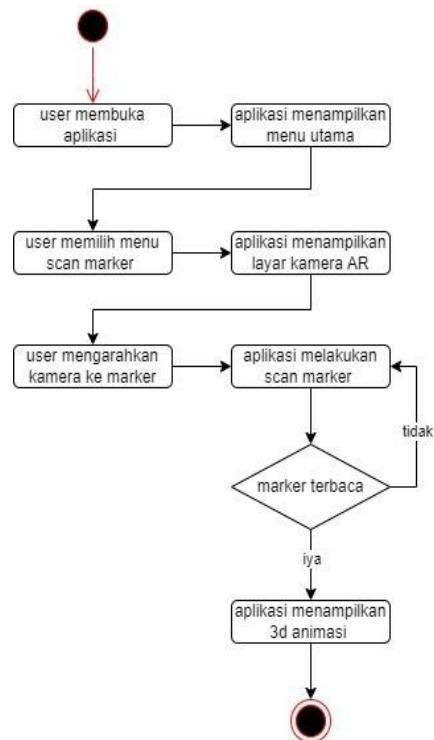 user membuka
aplikasi
aplikasi menampilkan
menu utama
user memilih menu
scan marker
aplikasi menampilkan
layar kamera AR
user mengarahkan
kamera ke marker
aplikasi melakukan
scan marker
tidak
marker terbaca
iya
aplikasi menampilkan
3d animasi